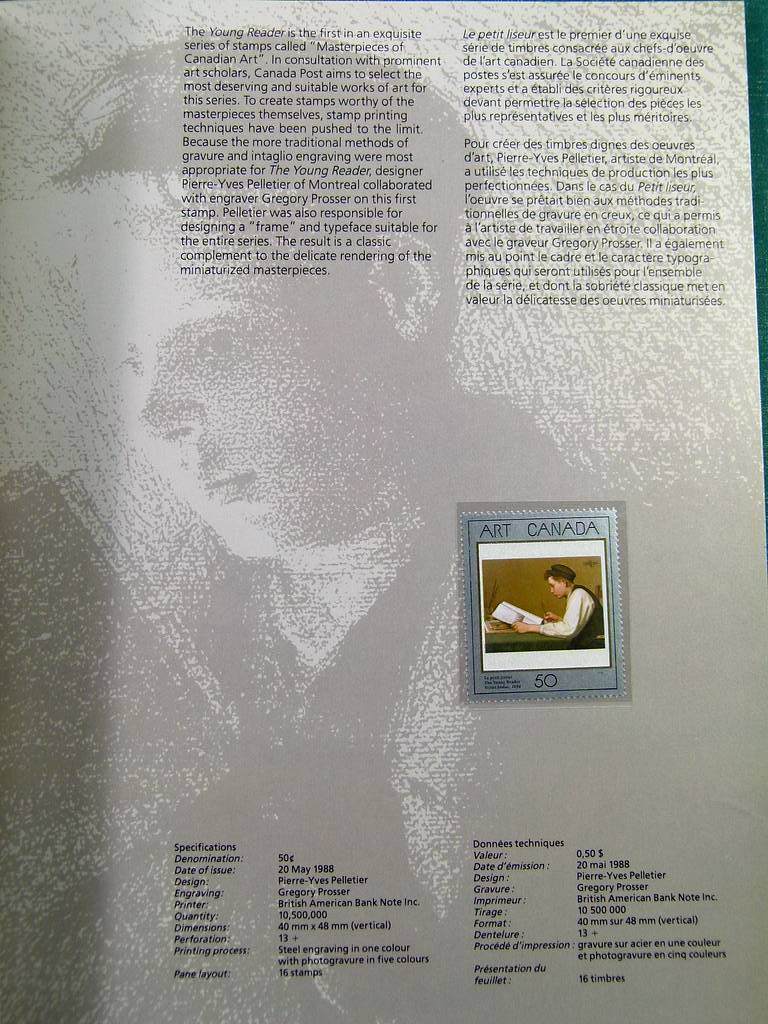 The Young Reader is the first in an exquisite
series of stamps called "Masterpieces of
Canadian Art". In consultation with prominent
art scholars, Canada Post aims to select the
most deserving and suitable works of art for
this series. To create stamps worthy of the
masterpieces themselves, stamp printing
techniques have been pushed to the limit.
Because the more traditional methods of
gravure and intaglio engraving were most
appropriate for The Young Reader, designer
Pierre-Yves Pelletier of Montreal collaborated
with engraver Gregory Prosser on this first
stamp. Pelletier was also responsible for
designing a "frame" and typeface suitable for
the entire series. The result is a classic
complement to the delicate rendering of the
miniaturized masterpieces.
Le petit liseur est le premier d'une exquise
série de timbres consacrée aux chefs-d'oeuvre
de l'art canadien. La Société canadienne des
postes s'est assurée le concours d'éminents
experts et a établi des critères rigoureux
devant permettre la sélection des pièces les
plus représentatives et les plus méritoires.
Pour créer des timbres dignes des oeuvres
d'art, Pierre-Yves Pelletier, artiste de Montréal,
a utilisé les techniques de production les plus
perfectionnées. Dans le cas du Petit liseur,
l'oeuvre se prêtait bien aux méthodes tradi-
tionnelles de gravure en creux, ce qui a permis
à l'artiste de travailler en étroite collaboration
avec le graveur Gregory Prosser. Il a également
mis au point le cadre et le caractère typogra-
phiques qui seront utilisés pour l'ensemble
de la série, et dont la sobriété classique met en
valeur la délicatesse des oeuvres miniaturisées.
ART CANADA
Le petit liseur
The Young Reader
50
Specifications
Denomination: 50¢
Date of issue: 20 May 1988
Design: Pierre-Yves Pelletier
Engraving: Gregory Prosser
Printer: British American Bank Note Inc.
Quantity: 10,500,000
Dimensions: 40 mm x 48 mm (vertical)
Perforation: 13 +
Printing process: Steel engraving in one colour
with photogravure in five colours
Pane layout: 16 stamps
Données techniques
Valeur : 0,50 $
Date d'émission : 20 mai 1988
Design : Pierre-Yves Pelletier
Gravure : Gregory Prosser
Imprimeur : British American Bank Note Inc.
Tirage : 10 500 000
Format : 40 mm sur 48 mm (vertical)
Dentelure : 13 +
Procédé d'impression : gravure sur acier en une couleur
et photogravure en cinq couleurs
Présentation du
feuillet : 16 timbres